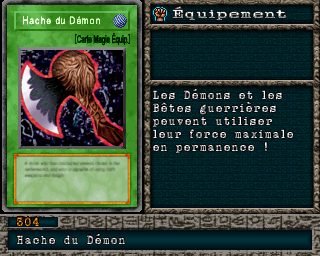 Hache du Démon
[Carte Magie Équip.]
Équipement
Les Démons et les
Bêtes guerrières
peuvent utiliser
leur force maximale
en permanence !
304
Hache du Démon